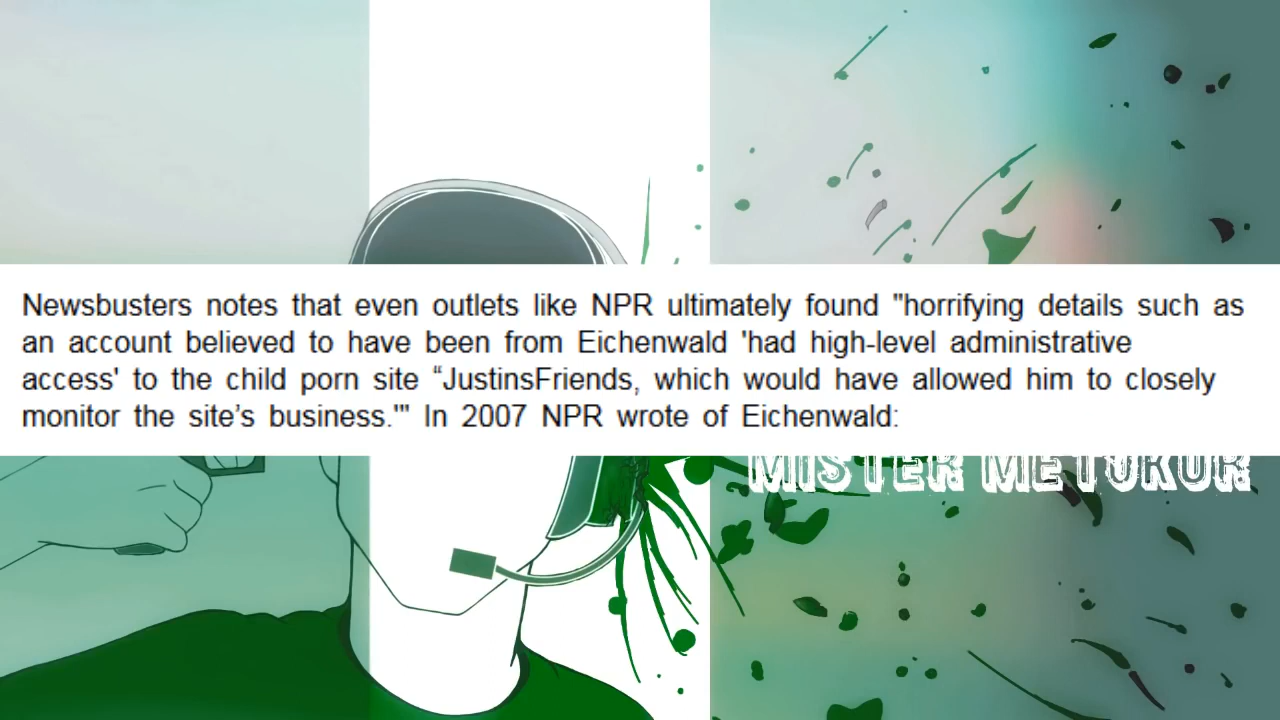 Newsbusters notes that even outlets like NPR ultimately found "horrifying details such as
an account believed to have been from Eichenwald 'had high-level administrative
access' to the child porn site “JustinsFriends, which would have allowed him to closely
monitor the site’s business.'" In 2007 NPR wrote of Eichenwald:
MISTER METOKUR